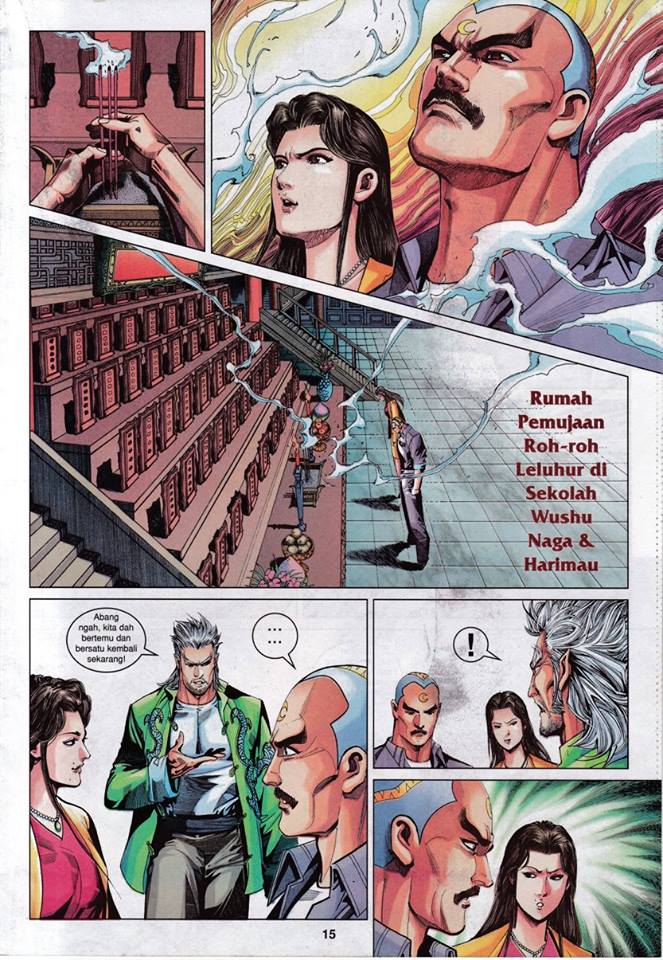 Rumah
Pemujaan
Roh-roh
Leluhur di
Sekolah
Wushu
Naga &
Harimau
Abang
ngah, kita dah
bertemu dan
bersatu kembali
sekarang!
...
...
!
15